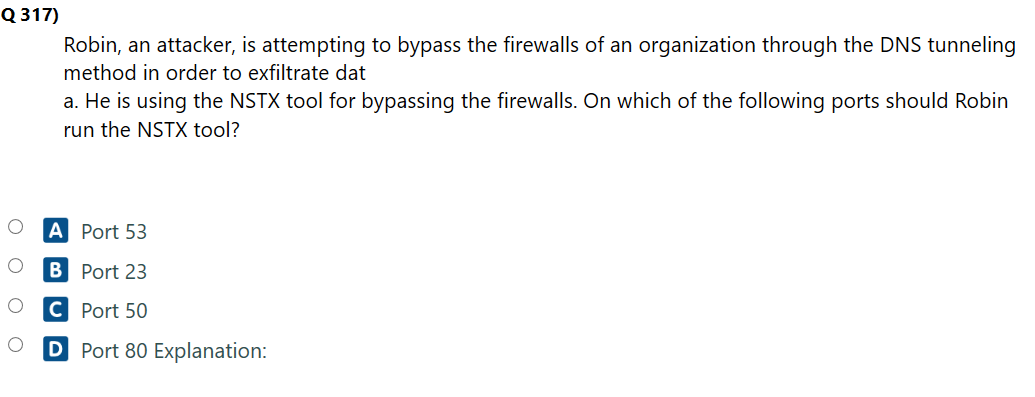 Q 317)
Robin, an attacker, is attempting to bypass the firewalls of an organization through the DNS tunneling
method in order to exfiltrate dat
a. He is using the NSTX tool for bypassing the firewalls. On which of the following ports should Robin
run the NSTX tool?
A Port 53
B Port 23
C Port 50
D Port 80 Explanation: